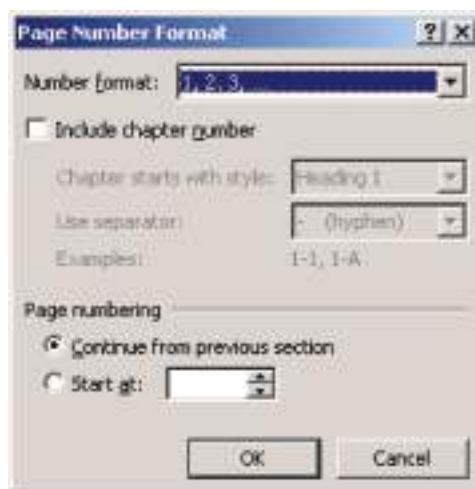 Page Number Format
Number format: 1, 2, 3, ...
Include chapter number
Chapter starts with style: Heading 1
Use separator: - (hyphen)
Examples: 1-1, 1-A
Page numbering
Continue from previous section
Start at:
OK Cancel